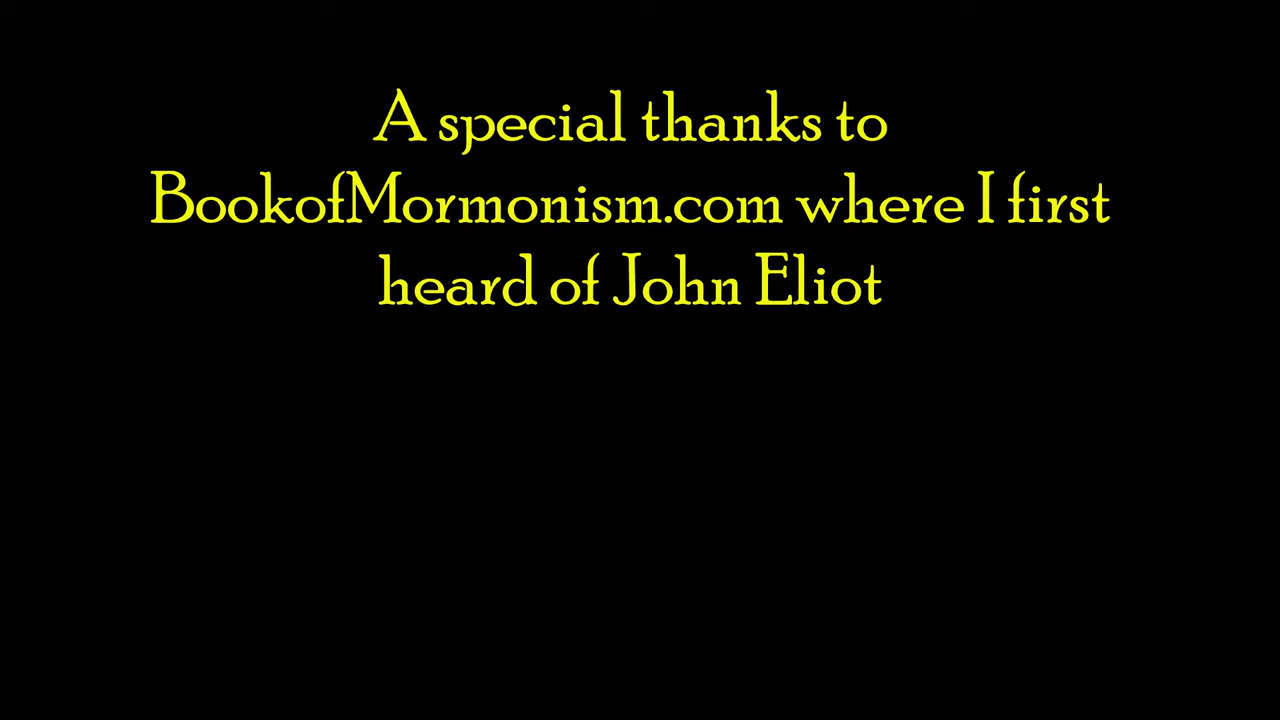 A special thanks to
BookofMormonism.com where I first
heard of John Eliot